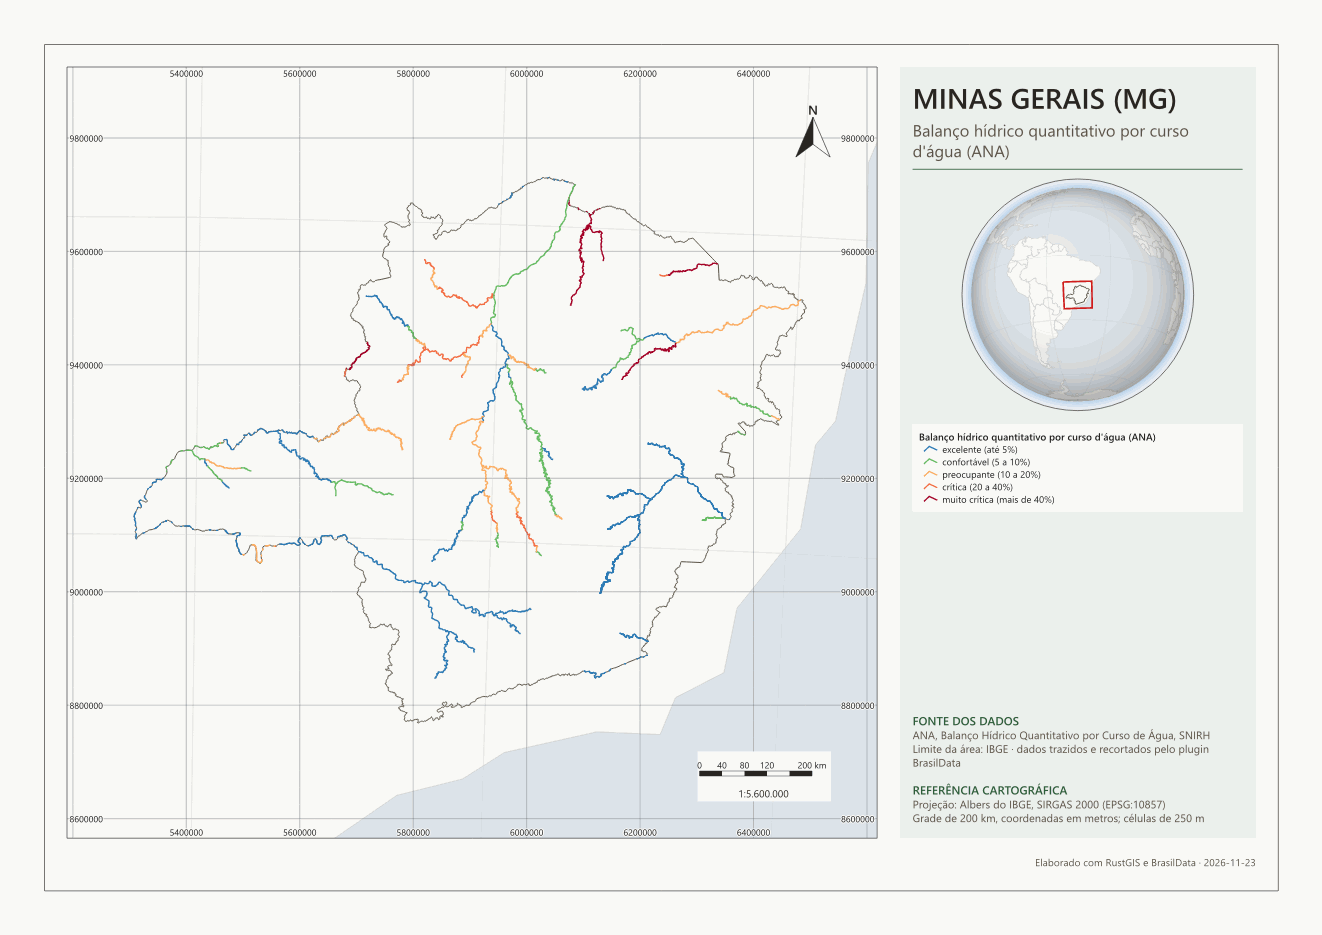 MINAS GERAIS (MG)
Balanço hídrico quantitativo por curso
d'água (ANA)
5400000
5600000
5800000
6000000
6200000
6400000
N
9800000
9800000
9600000
9600000
9400000
9400000
9200000
9200000
9000000
9000000
8800000
8800000
8600000
8600000
5400000
5600000
5800000
6000000
6200000
6400000
0 40 80 120 200 km
1:5.600.000
Balanço hídrico quantitativo por curso d'água (ANA)
excelente (até 5%)
confortável (5 a 10%)
preocupante (10 a 20%)
crítica (20 a 40%)
muito crítica (mais de 40%)
FONTE DOS DADOS
ANA, Balanço Hídrico Quantitativo por Curso de Água, SNIRH
Limite da área: IBGE · dados trazidos e recortados pelo plugin
BrasilData
REFERÊNCIA CARTOGRÁFICA
Projeção: Albers do IBGE, SIRGAS 2000 (EPSG:10857)
Grade de 200 km, coordenadas em metros; células de 250 m
Elaborado com RustGIS e BrasilData · 2026-11-23